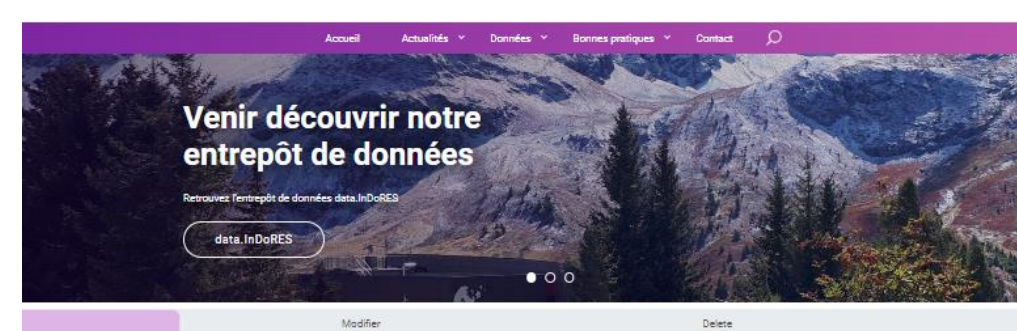 Accueil Actualités Données Bonnes pratiques Contact
Venir découvrir notre
entrepôt de données
Retrouvez l'entrepôt de données data.InDoRES
data.InDoRES
Modifier Delete